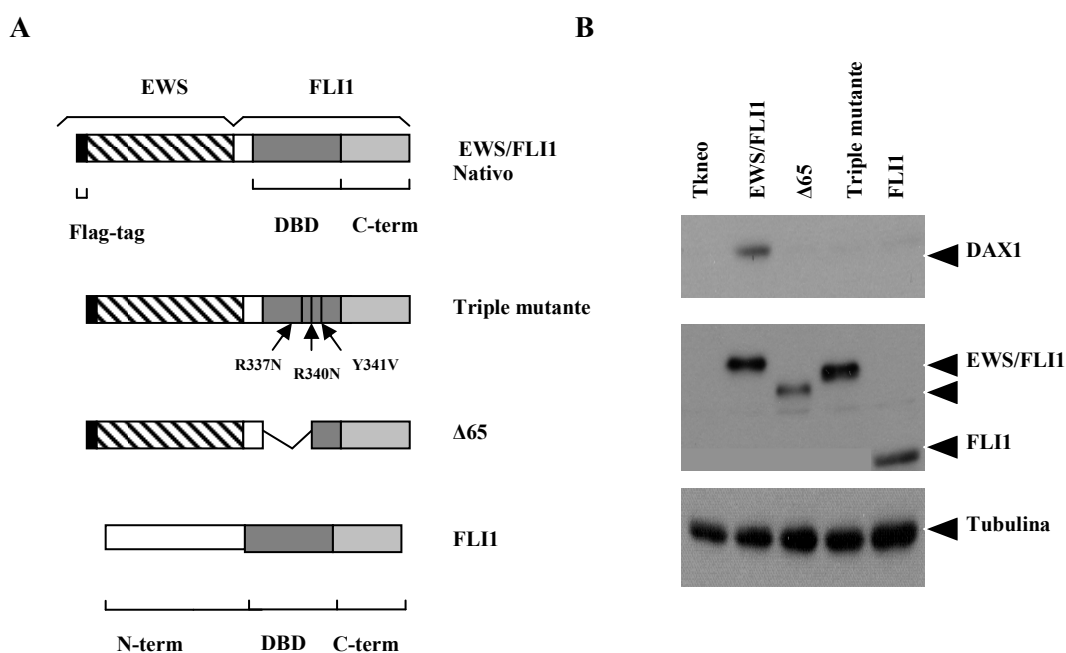 A
EWS FLI1
EWS/FLI1
Nativo
Flag-tag
DBD C-term
Triple mutante
R337N
R340N
Y341V
Δ65
FLI1
N-term DBD C-term
B
Tkneo
EWS/FLI1
Δ65
Triple mutante
FLI1
DAX1
EWS/FLI1
FLI1
Tubulina